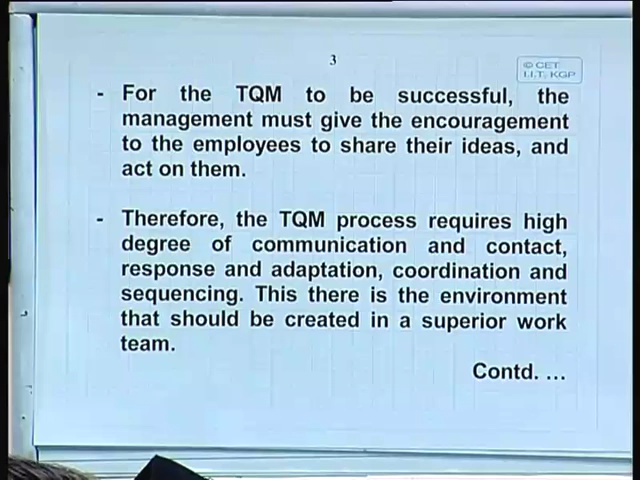 3
© CET
I.I.T. KGP
- For the TQM to be successful, the
management must give the encouragement
to the employees to share their ideas, and
act on them.
- Therefore, the TQM process requires high
degree of communication and contact,
response and adaptation, coordination and
sequencing. This there is the environment
that should be created in a superior work
team.
Contd. ...